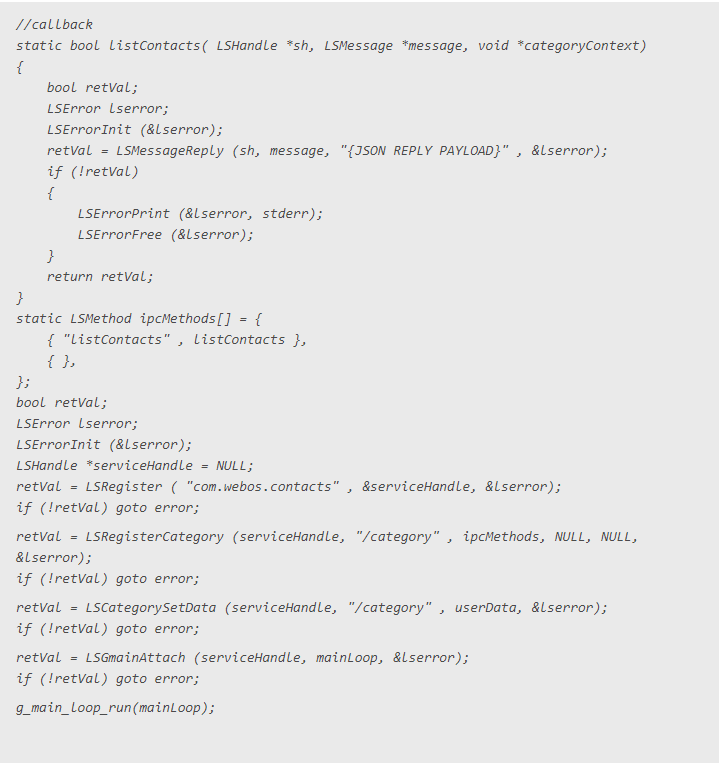 //callback
static bool listContacts( LSHandle *sh, LSMessage *message, void *categoryContext)
{
    bool retVal;
    LSError lserror;
    LSErrorInit (&lserror);
    retVal = LSMessageReply (sh, message, "{JSON REPLY PAYLOAD}" , &lserror);
    if (!retVal)
    {
        LSErrorPrint (&lserror, stderr);
        LSErrorFree (&lserror);
    }
    return retVal;
}
static LSMethod ipcMethods[] = {
    { "listContacts" , listContacts },
    { },
};
bool retVal;
LSError lserror;
LSErrorInit (&lserror);
LSHandle *serviceHandle = NULL;
retVal = LSRegister ( "com.webos.contacts" , &serviceHandle, &lserror);
if (!retVal) goto error;
retVal = LSRegisterCategory (serviceHandle, "/category" , ipcMethods, NULL, NULL,
&lserror);
if (!retVal) goto error;
retVal = LSCategorySetData (serviceHandle, "/category" , userData, &lserror);
if (!retVal) goto error;
retVal = LSGmainAttach (serviceHandle, mainLoop, &lserror);
if (!retVal) goto error;
g_main_loop_run(mainLoop);